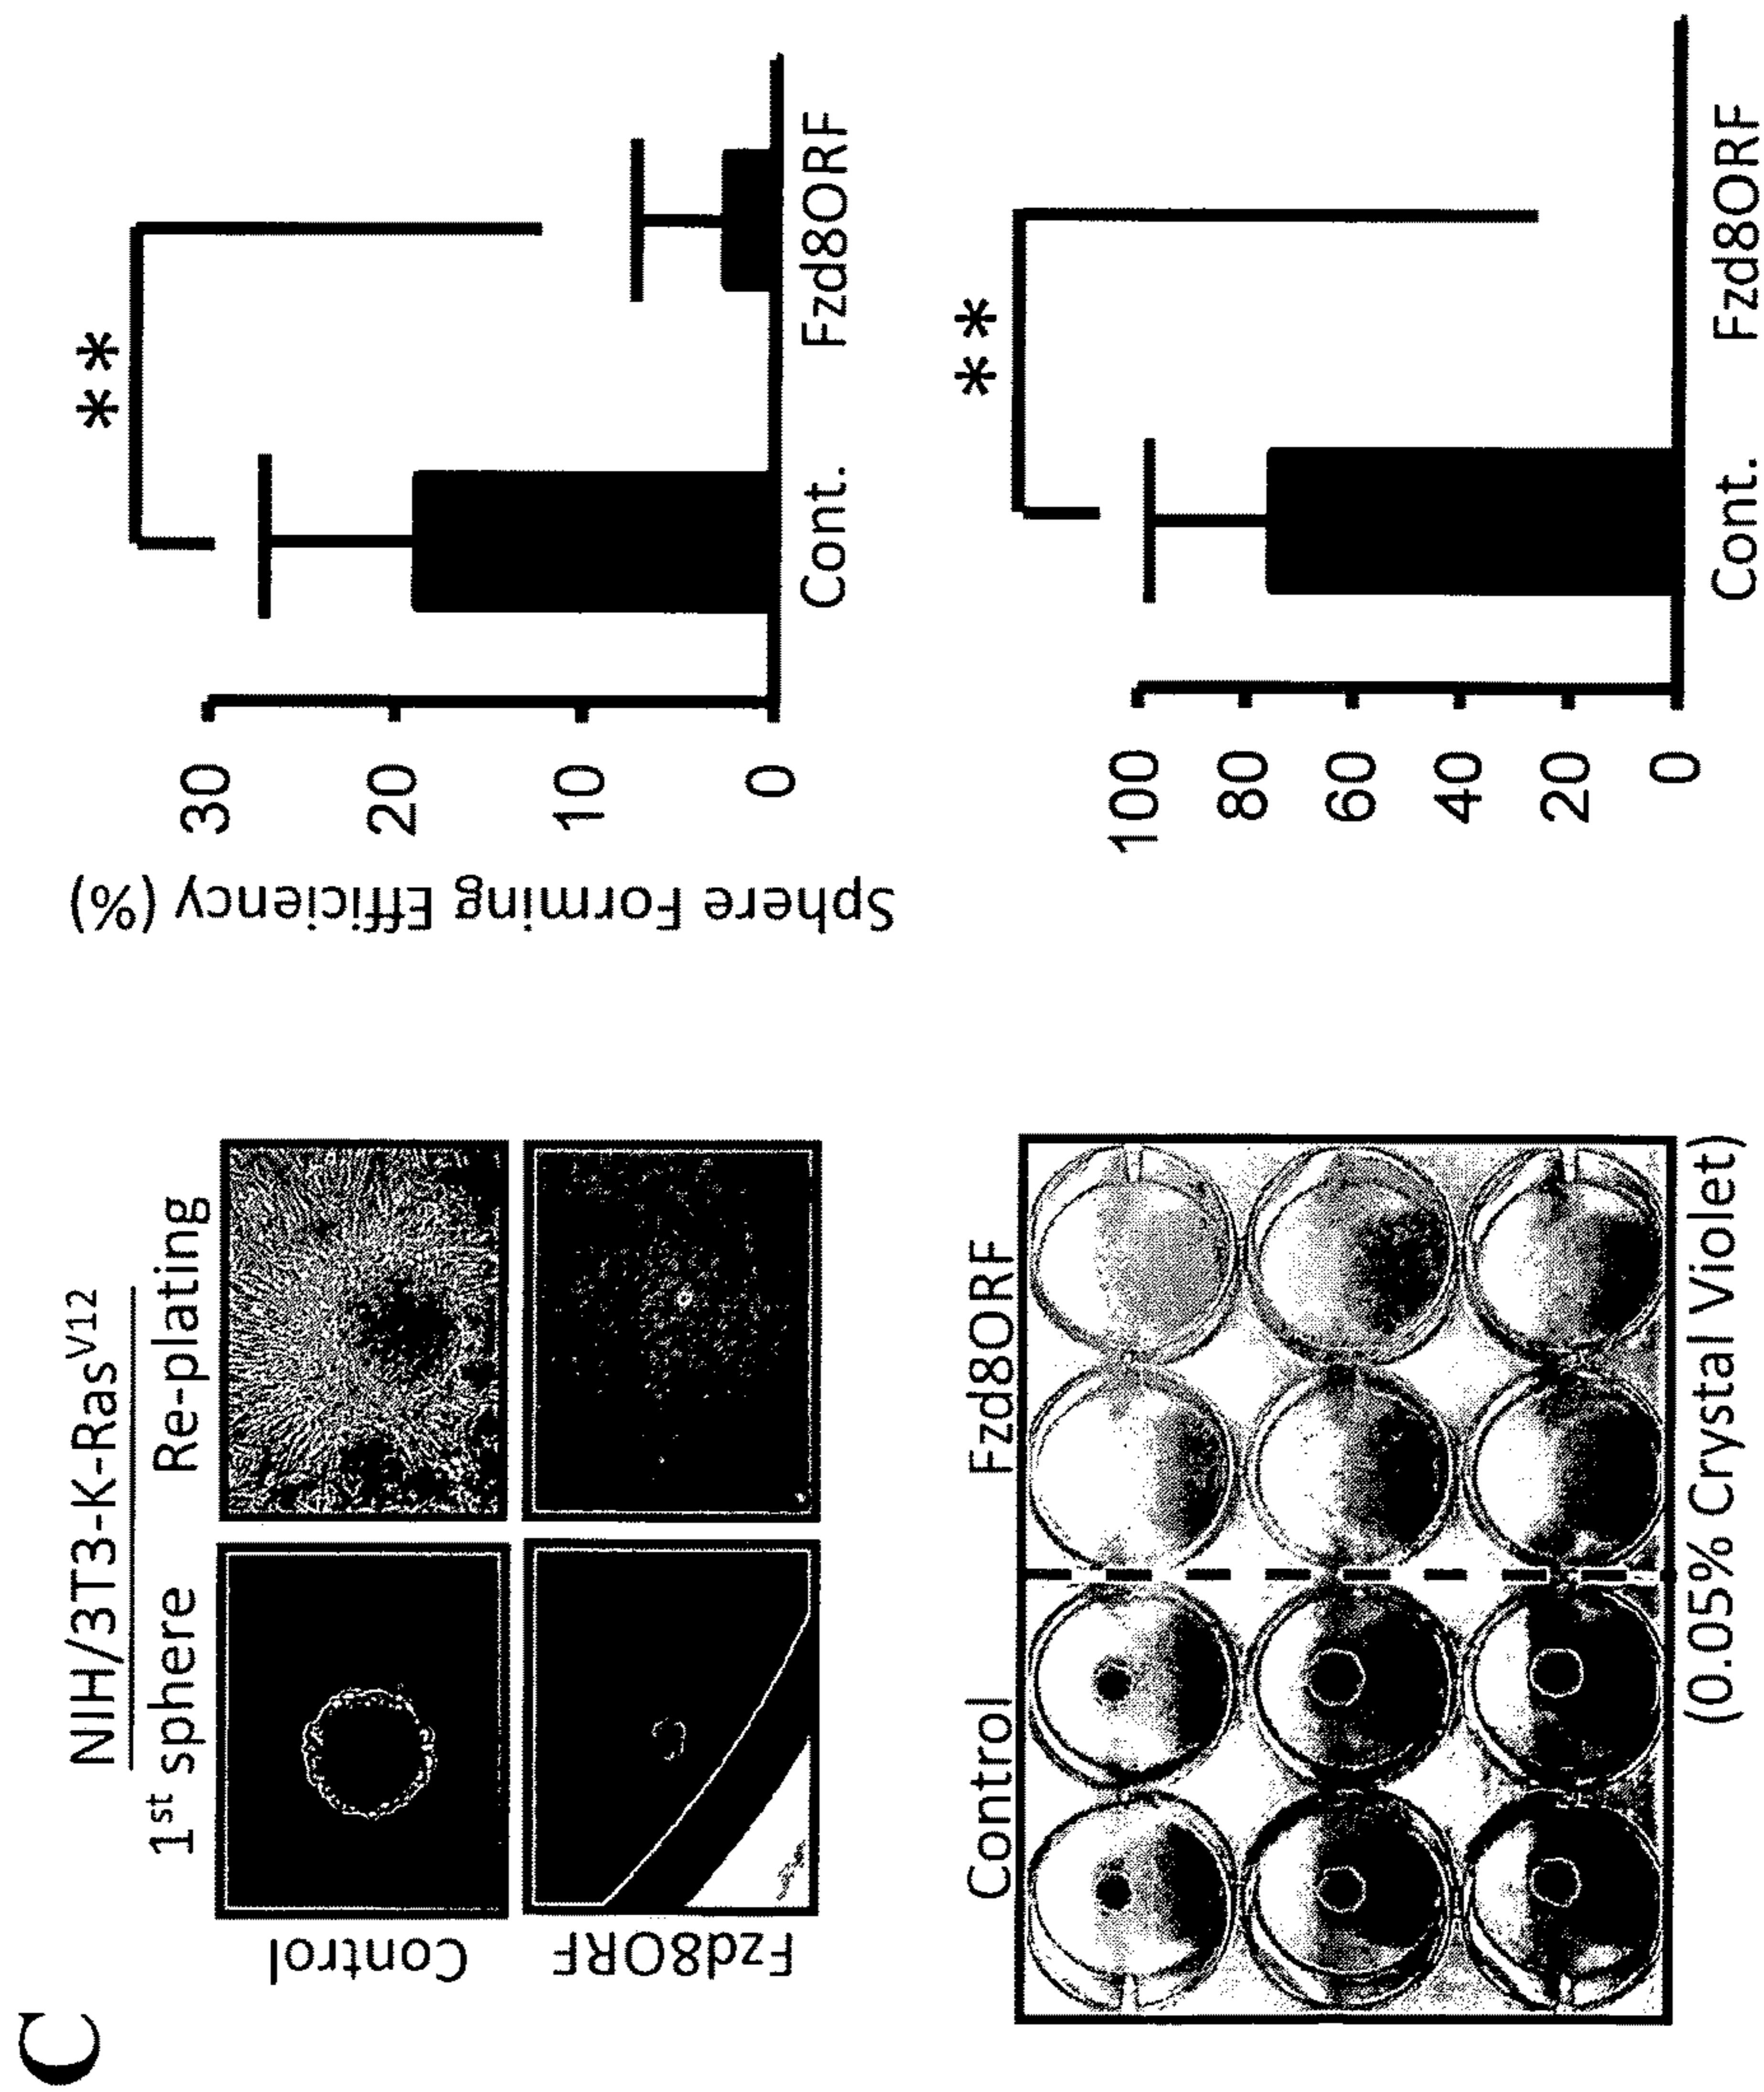 C
NIH/3T3-K-Ras^V12
1st sphere
Re-plating
Control
Fzd8ORF
Sphere Forming Efficiency (%)
30
20
10
0
**
Cont.
Fzd8ORF
Control
Fzd8ORF
(0.05% Crystal Violet)
100
80
60
40
20
0
**
Cont.
Fzd8ORF